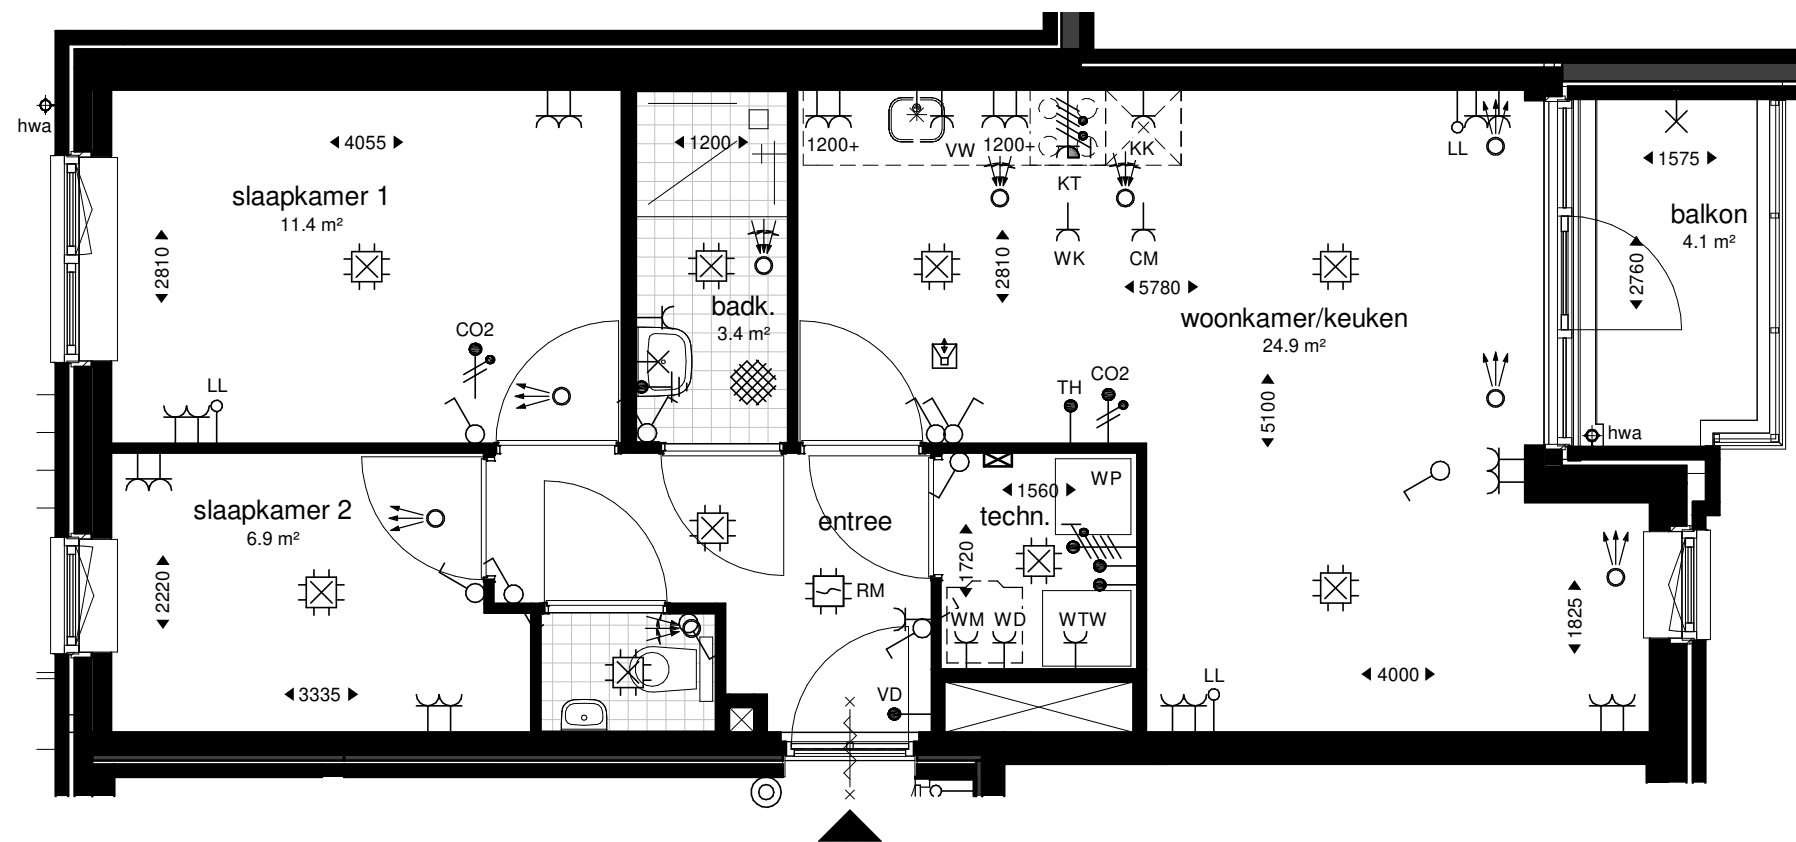 hwa
4055
slaapkamer 1
11.4 m²
2810
CO2
LL
1200
badk.
3.4 m²
1200+
VW
1200+
KT
KK
WK
CM
2810
5780
woonkamer/keuken
24.9 m²
5100
TH
CO2
LL
1575
balkon
4.1 m²
2760
hwa
slaapkamer 2
6.9 m²
2220
3335
entree
RM
VD
1560
WP
techn.
1720
WM
WD
WTW
LL
4000
1825